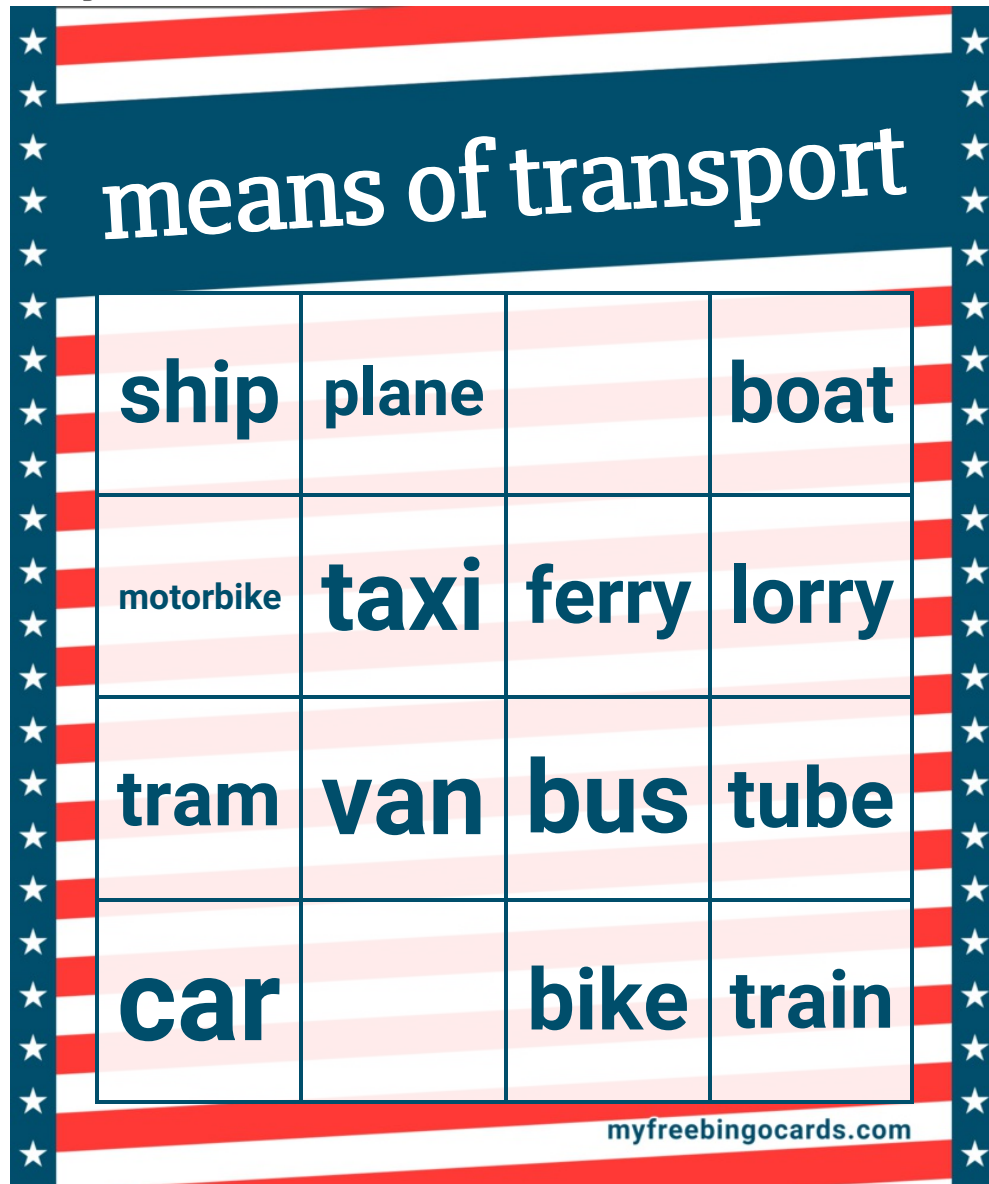 means of transport
ship plane boat
motorbike taxi ferry lorry
tram van bus tube
car bike train
myfreebingocards.com